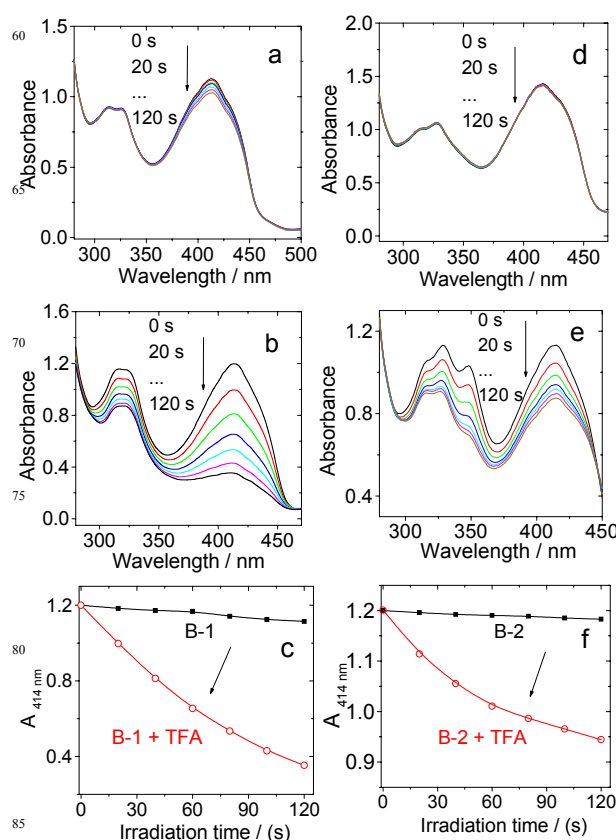 60
65
70
75
80
85
1.5
1.0
0.5
0.0
Absorbance
0 s
20 s
...
120 s
a
300 350 400 450 500
Wavelength / nm
2.0
1.5
1.0
0.5
0.0
Absorbance
0 s
20 s
...
120 s
d
300 350 400 450
Wavelength / nm
1.6
1.2
0.8
0.4
0.0
Absorbance
0 s
20 s
...
120 s
b
300 350 400 450
Wavelength / nm
1.2
0.8
0.4
Absorbance
0 s
20 s
...
120 s
e
300 350 400 450
Wavelength / nm
1.2
0.8
0.4
A 414 nm
B-1
c
B-1 + TFA
0 20 40 60 80 100 120
Irradiation time / (s)
1.2
1.2
1.0
0.9
A 414 nm
B-2
f
B-2 + TFA
0 20 40 60 80 100 120
Irradiation time / (s)